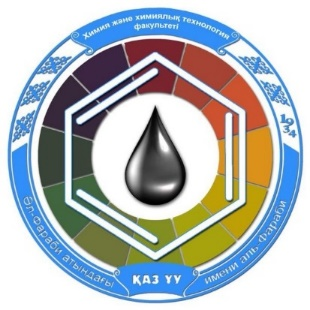 Химия және химиялық технология
факультеті
1934
Әл-Фараби атындағы
ҚАЗ ҰУ
имени аль Фараби